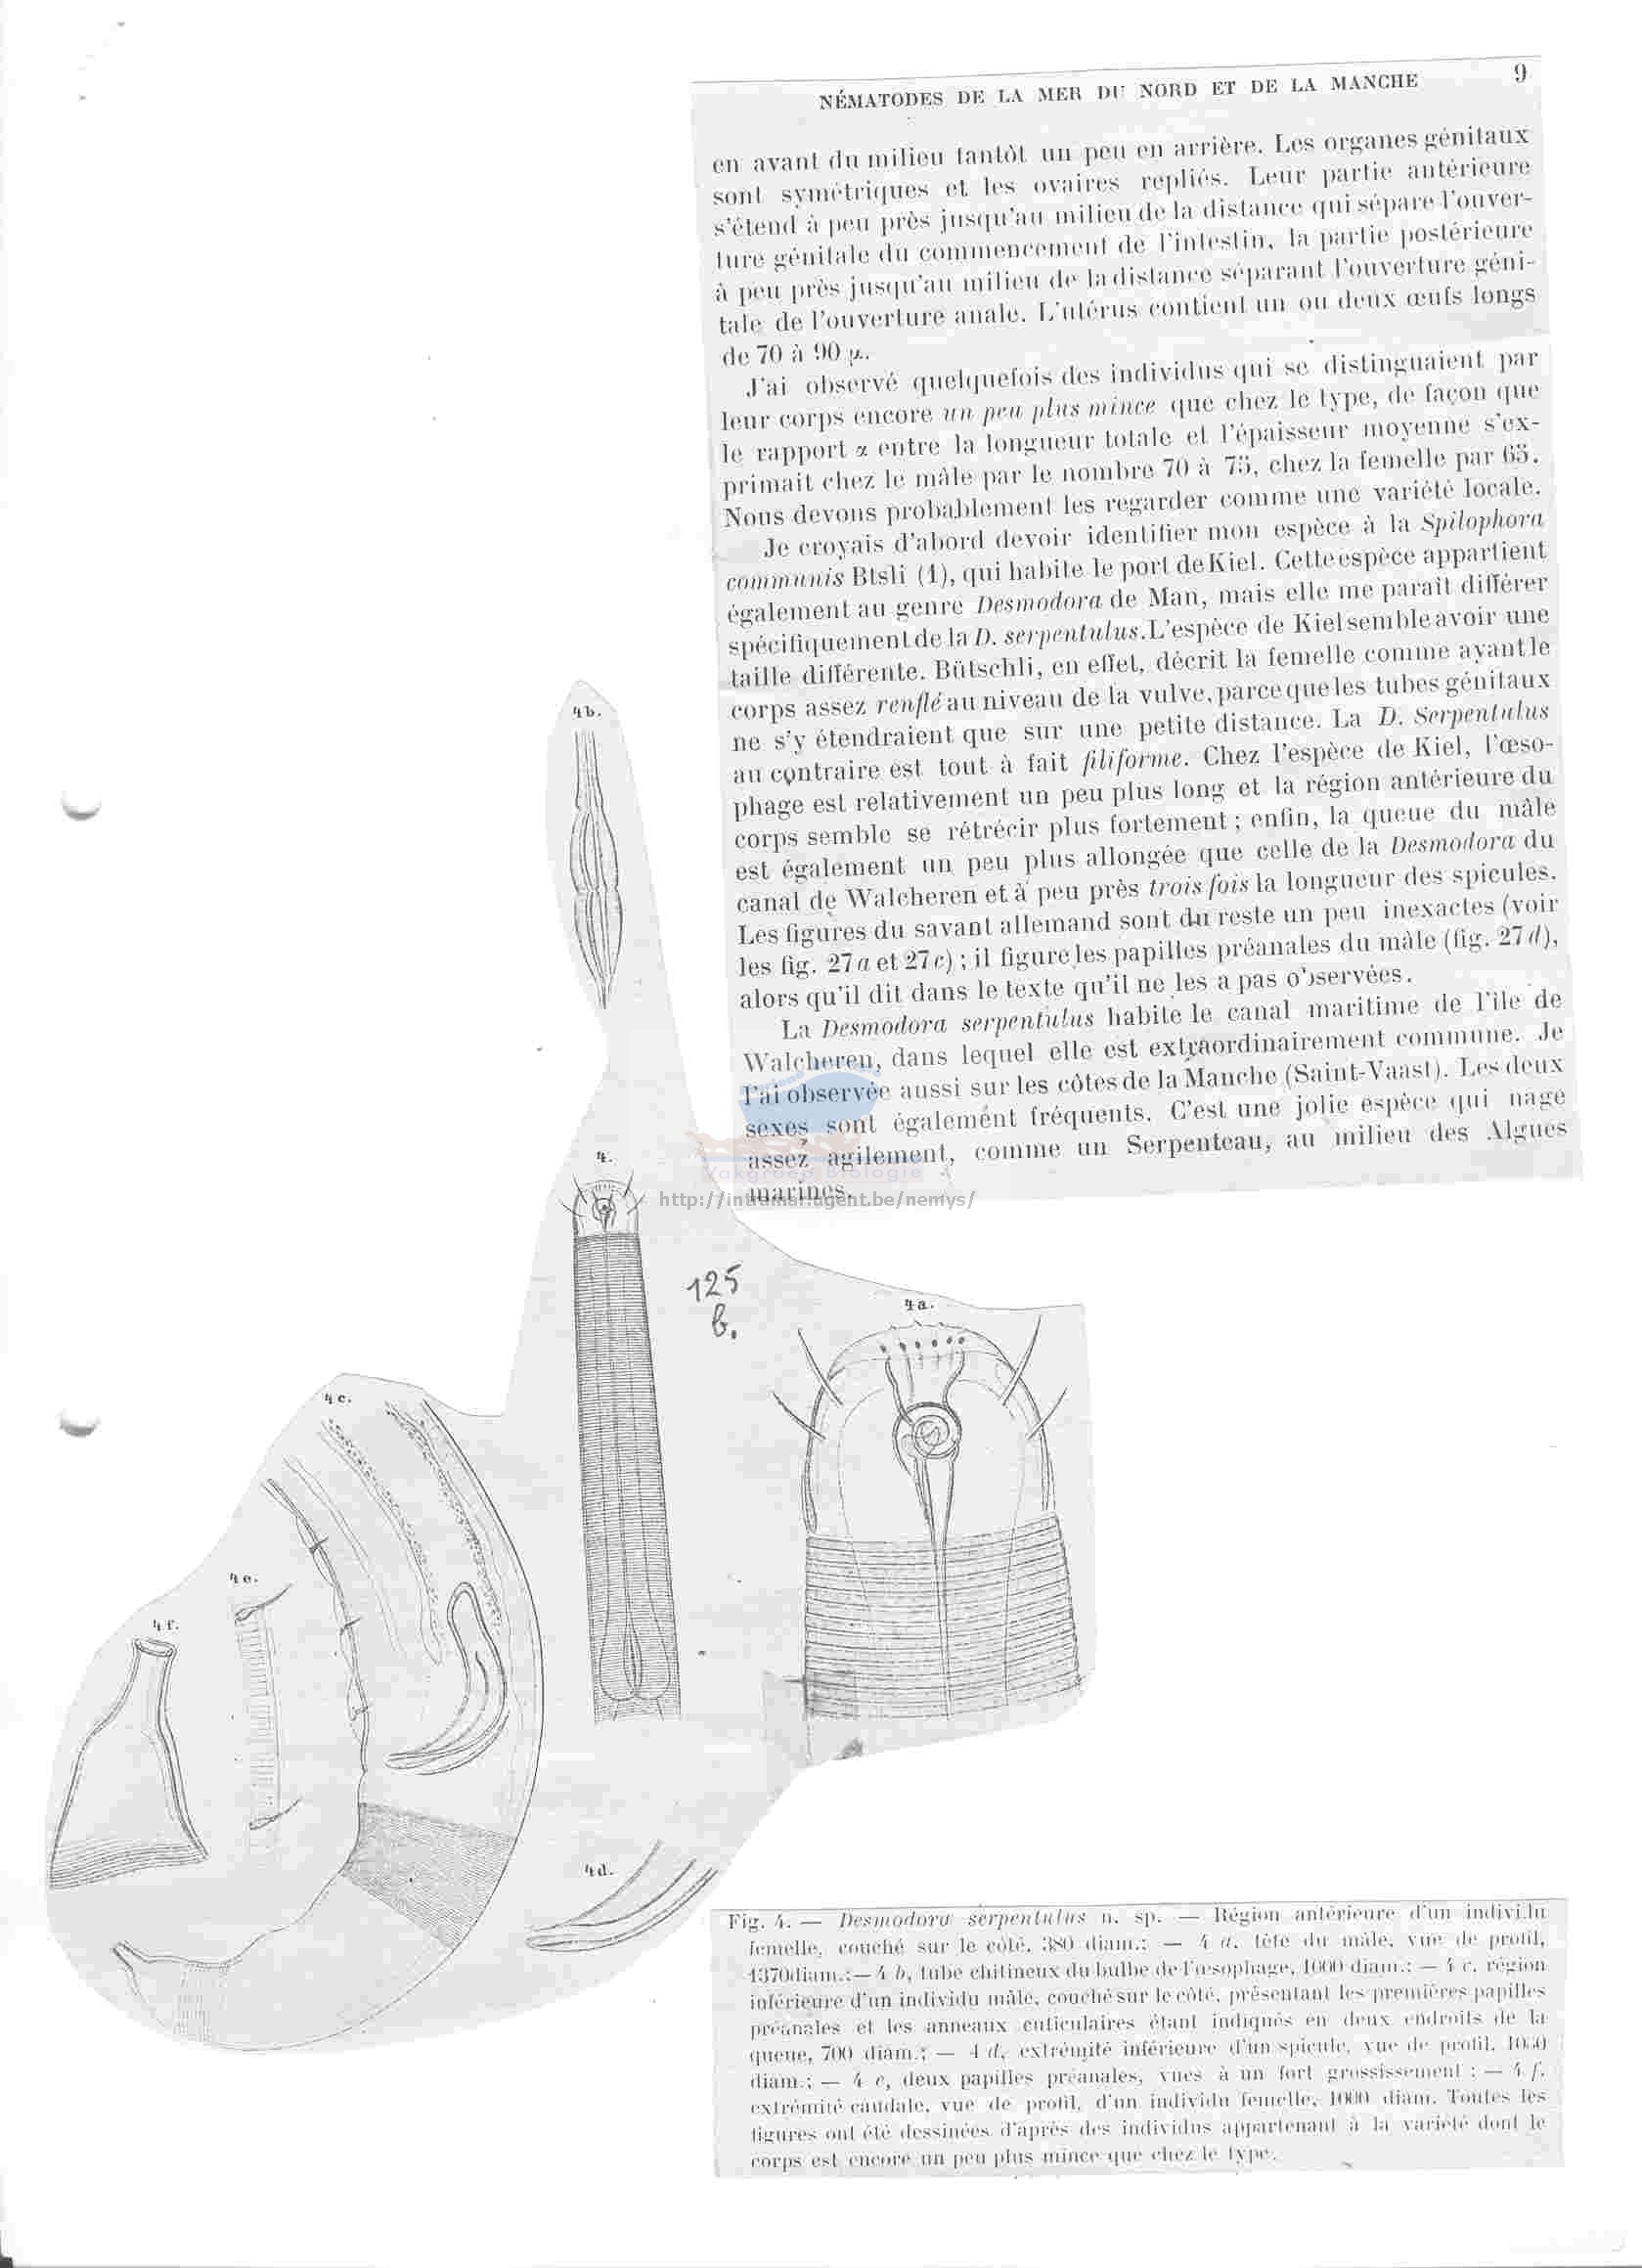 NÉMATODES DE LA MER DU NORD ET DE LA MANCHE 9
en avant du milieu tantôt un peu en arrière. Les organes génitaux
sont symétriques et les ovaires repliés. Leur partie antérieure
s'étend à peu près jusqu'au milieu de la distance qui sépare l'ouver-
ture génitale du commencement de l'intestin, la partie postérieure
à peu près jusqu'au milieu de la distance séparant l'ouverture géni-
tale de l'ouverture anale. L'utérus contient un ou deux œufs longs
de 70 à 90 μ.
J'ai observé quelquefois des individus qui se distinguaient par
leur corps encore un peu plus mince que chez le type, de façon que
le rapport α entre la longueur totale et l'épaisseur moyenne s'ex-
primait chez le mâle par le nombre 70 à 75, chez la femelle par 65.
Nous devons probablement les regarder comme une variété locale.
Je croyais d'abord devoir identifier mon espèce à la Spilophora
communis Btsli (1), qui habite le port de Kiel. Cette espèce appartient
également au genre Desmodora de Man, mais elle me parait différer
spécifiquement de la D. serpentulus. L'espèce de Kiel semble avoir une
taille différente. Bütschli, en effet, décrit la femelle comme ayant le
corps assez renflé au niveau de la vulve, parce que les tubes génitaux
ne s'y étendraient que sur une petite distance. La D. Serpentulus
au contraire est tout à fait filiforme. Chez l'espèce de Kiel, l'œso-
phage est relativement un peu plus long et la région antérieure du
corps semble se rétrécir plus fortement ; enfin, la queue du mâle
est également un peu plus allongée que celle de la Desmodora du
canal de Walcheren et à peu près trois fois la longueur des spicules.
Les figures du savant allemand sont du reste un peu inexactes (voir
les fig. 27 a et 27 c) ; il figure les papilles préanales du mâle (fig. 27 d),
alors qu'il dit dans le texte qu'il ne les a pas observées.
La Desmodora serpentulus habite le canal maritime de l'île de
Walcheren, dans lequel elle est extraordinairement commune. Je
l'ai observée aussi sur les côtes de la Manche (Saint-Vaast). Les deux
sexes sont également fréquents. C'est une jolie espèce qui nage
assez agilement, comme un Serpenteau, au milieu des Algues
marines.
Vakgroep Biologie
http://intramar.ugent.be/nemys/
4 b.
4.
125
b.
4 a.
4 c.
4 e.
4 f.
4 d.
Fig. 4. — Desmodora serpentulus n. sp. — Région antérieure d'un individu
femelle, couché sur le côté, 380 diam.; — 4 a, tête du mâle, vue de profil,
1370 diam.; — 4 b, tube chitineux du bulbe de l'œsophage, 1000 diam.; — 4 c, région
inférieure d'un individu mâle, couché sur le côté, présentant les premières papilles
préanales et les anneaux cuticulaires étant indiqués en deux endroits de la
queue, 700 diam.; — 4 d, extrémité inférieure d'un spicule, vue de profil, 1050
diam.; — 4 e, deux papilles préanales, vues à un fort grossissement ; — 4 f,
extrémité caudale, vue de profil, d'un individu femelle, 1000 diam. Toutes les
figures ont été dessinées d'après des individus appartenant à la variété dont le
corps est encore un peu plus mince que chez le type.